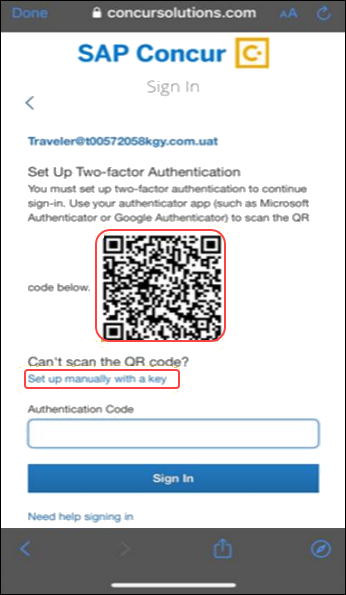 Done concursolutions.com AA
SAP Concur C
Sign In
Traveler@t00572058kgy.com.uat
Set Up Two-factor Authentication
You must set up two-factor authentication to continue
sign-in. Use your authenticator app (such as Microsoft
Authenticator or Google Authenticator) to scan the QR
code below.
Can't scan the QR code?
Set up manually with a key
Authentication Code
Sign In
Need help signing in